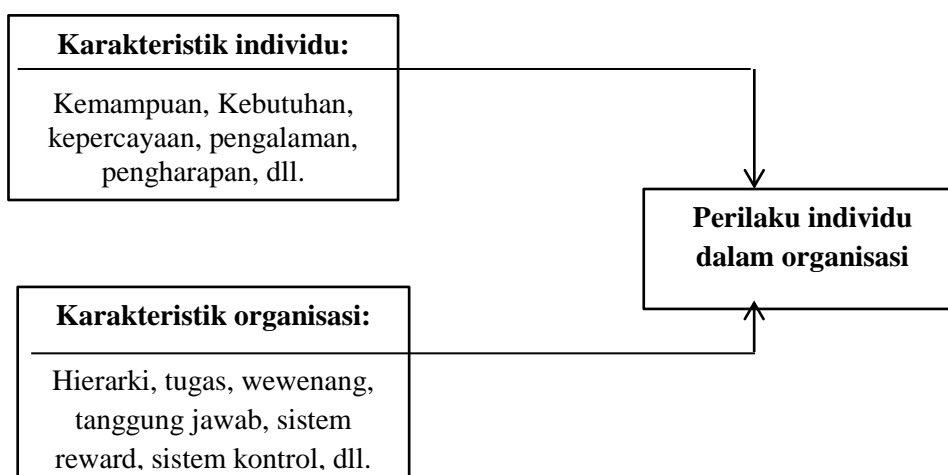 Karakteristik individu:
Kemampuan, Kebutuhan,
kepercayaan, pengalaman,
pengharapan, dll.
Perilaku individu
dalam organisasi
Karakteristik organisasi:
Hierarki, tugas, wewenang,
tanggung jawab, sistem
reward, sistem kontrol, dll.